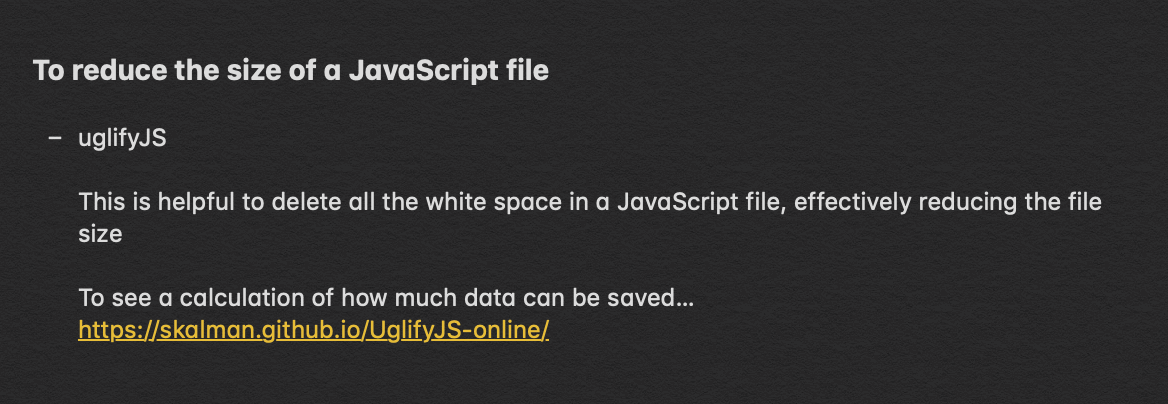 To reduce the size of a JavaScript file
– uglifyJS
This is helpful to delete all the white space in a JavaScript file, effectively reducing the file
size
To see a calculation of how much data can be saved...
https://skalman.github.io/UglifyJS-online/